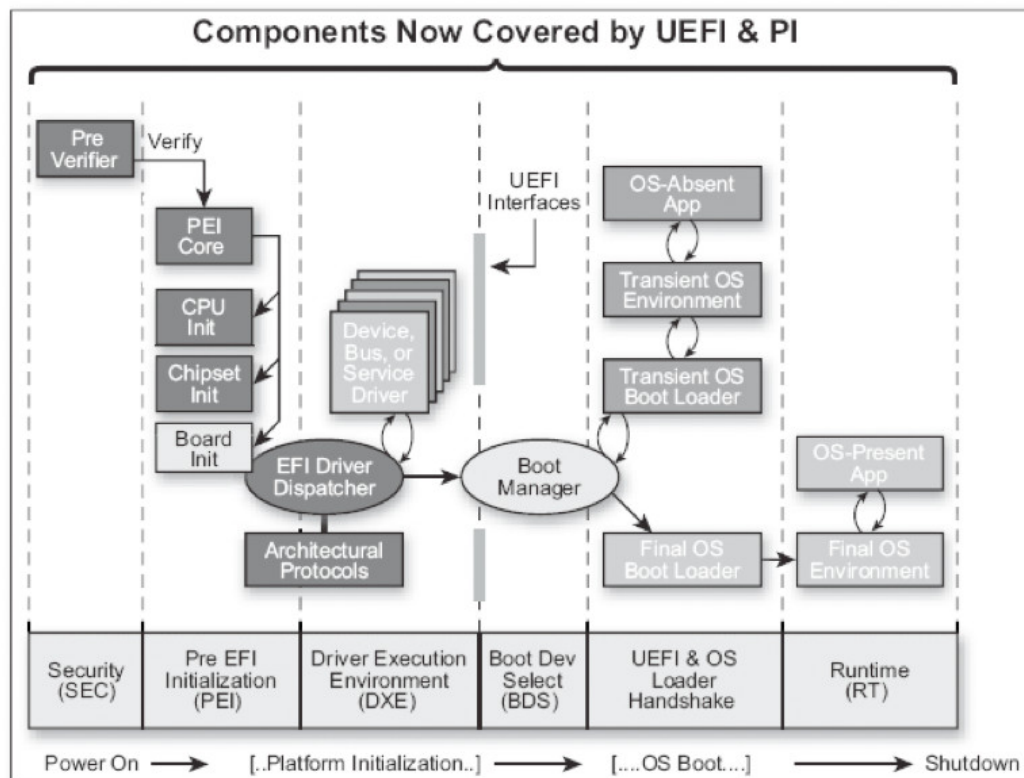 Components Now Covered by UEFI & PI
Pre
Verifier
Verify
PEI
Core
CPU
Init
Chipset
Init
Board
Init
Device,
Bus, or
Service
Driver
EFI Driver
Dispatcher
Architectural
Protocols
UEFI
Interfaces
Boot
Manager
OS-Absent
App
Transient OS
Environment
Transient OS
Boot Loader
Final OS
Boot Loader
OS-Present
App
Final OS
Environment
Security
(SEC)
Pre EFI
Initialization
(PEI)
Driver Execution
Environment
(DXE)
Boot Dev
Select
(BDS)
UEFI & OS
Loader
Handshake
Runtime
(RT)
Power On
[..Platform Initialization..]
[....OS Boot....]
Shutdown